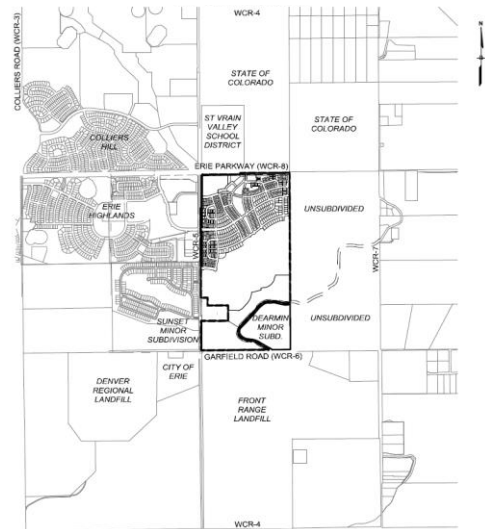 WCR-4
COLLIERS ROAD (WCR-3)
N
STATE OF
COLORADO
ST VRAIN
VALLEY
SCHOOL
DISTRICT
STATE OF
COLORADO
COLLIERS
HILL
ERIE PARKWAY (WCR-8)
ERIE
HIGHLANDS
UNSUBDIVIDED
WCR-5
WCR-7
SUNSET
MINOR
SUBDIVISION
DEARMIN
MINOR
SUBD.
UNSUBDIVIDED
GARFIELD ROAD (WCR-6)
DENVER
REGIONAL
LANDFILL
CITY OF
ERIE
FRONT
RANGE
LANDFILL
WCR-4